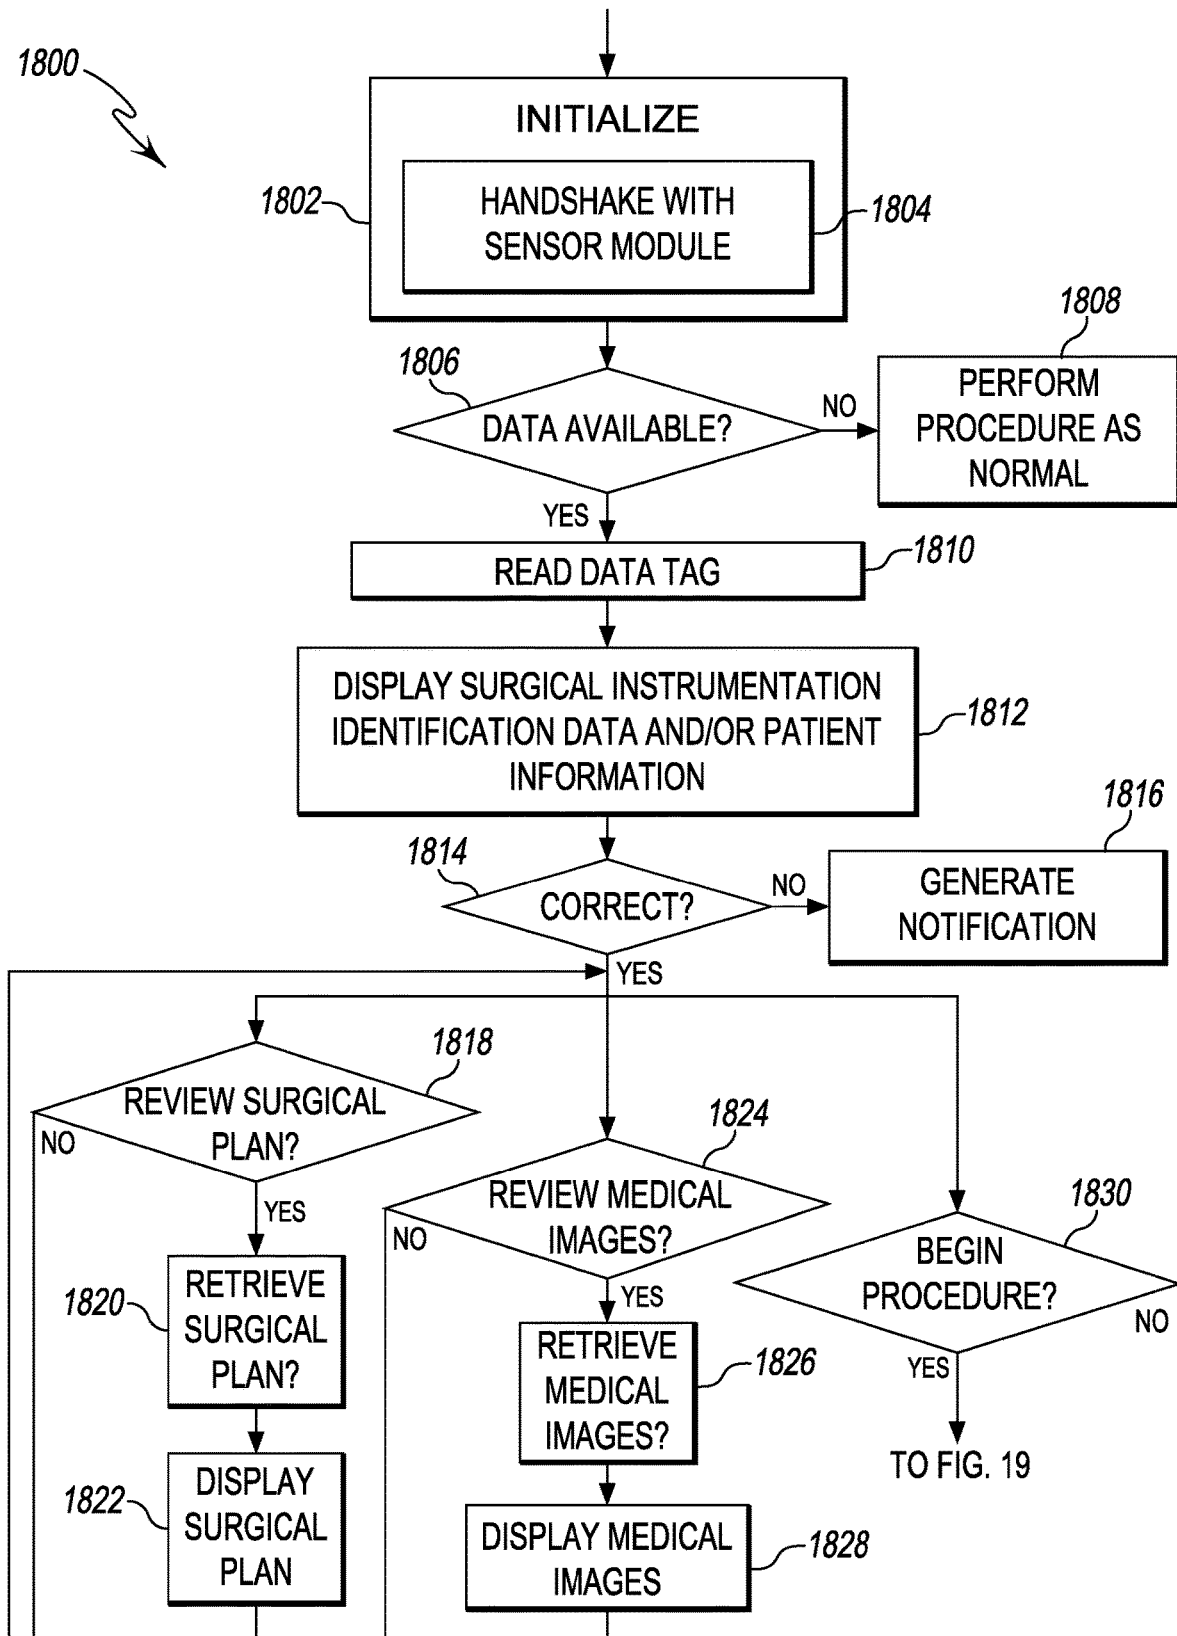 1800
INITIALIZE
1802
HANDSHAKE WITH
SENSOR MODULE
1804
1806
DATA AVAILABLE?
NO
1808
PERFORM
PROCEDURE AS
NORMAL
YES
READ DATA TAG
1810
DISPLAY SURGICAL INSTRUMENTATION
IDENTIFICATION DATA AND/OR PATIENT
INFORMATION
1812
1814
CORRECT?
NO
1816
GENERATE
NOTIFICATION
YES
1818
REVIEW SURGICAL
PLAN?
NO
YES
1820
RETRIEVE
SURGICAL
PLAN?
1822
DISPLAY
SURGICAL
PLAN
1824
REVIEW MEDICAL
IMAGES?
NO
YES
RETRIEVE
MEDICAL
IMAGES?
1826
DISPLAY MEDICAL
IMAGES
1828
1830
BEGIN
PROCEDURE?
NO
YES
TO FIG. 19